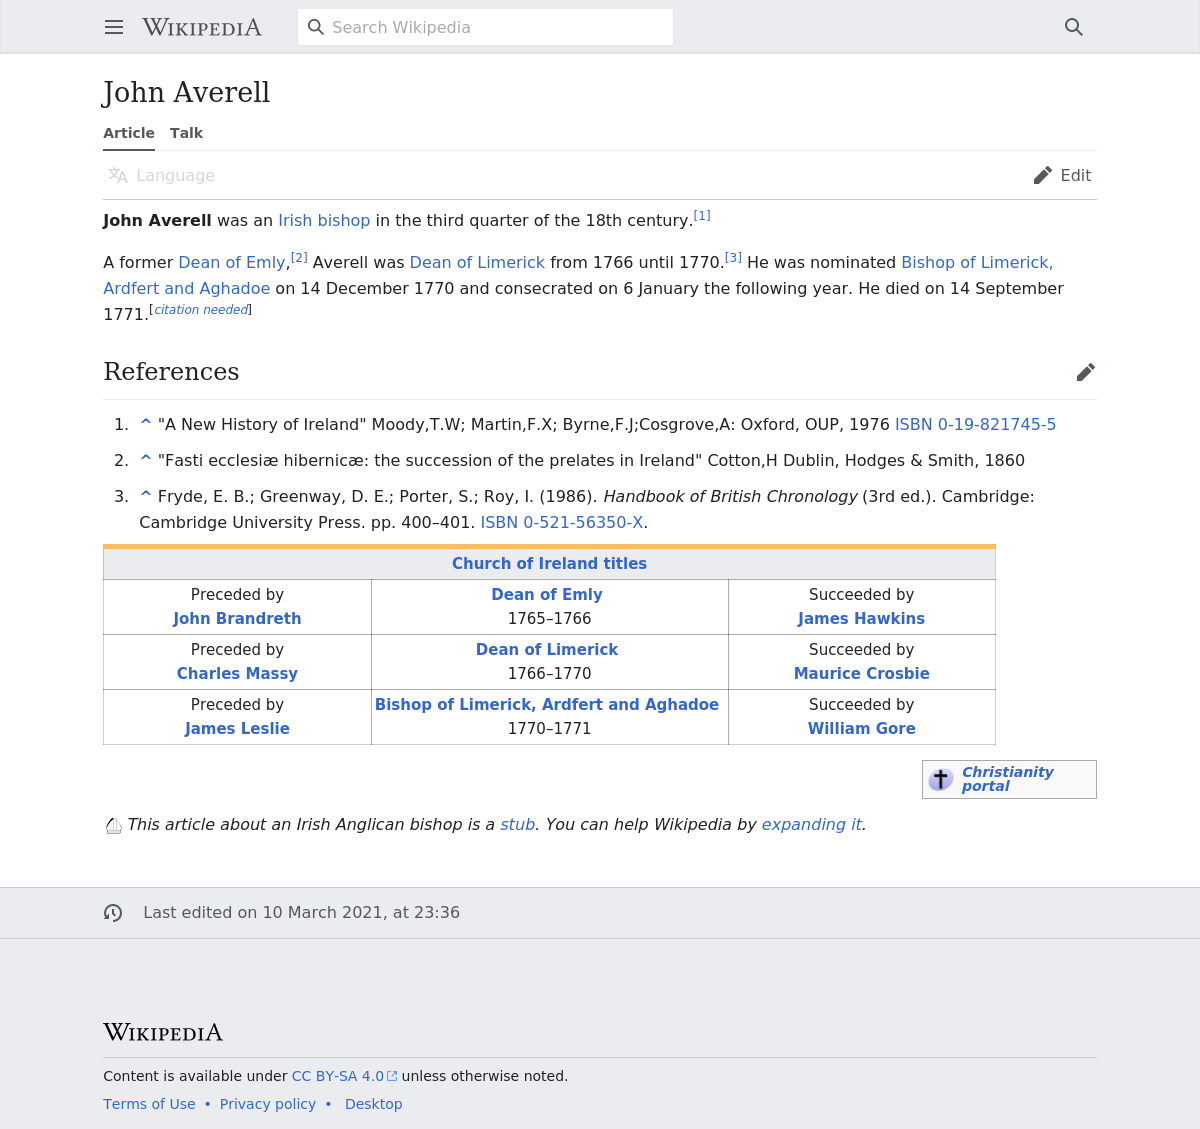 WIKIPEDIA
Search Wikipedia
John Averell
Article Talk
Language
Edit
John Averell was an Irish bishop in the third quarter of the 18th century.[1]
A former Dean of Emly,[2] Averell was Dean of Limerick from 1766 until 1770.[3] He was nominated Bishop of Limerick,
Ardfert and Aghadoe on 14 December 1770 and consecrated on 6 January the following year. He died on 14 September
1771.[citation needed]
References
1. ^ "A New History of Ireland" Moody,T.W; Martin,F.X; Byrne,F.J;Cosgrove,A: Oxford, OUP, 1976 ISBN 0-19-821745-5
2. ^ "Fasti ecclesiæ hibernicæ: the succession of the prelates in Ireland" Cotton,H Dublin, Hodges & Smith, 1860
3. ^ Fryde, E. B.; Greenway, D. E.; Porter, S.; Roy, I. (1986). Handbook of British Chronology (3rd ed.). Cambridge:
Cambridge University Press. pp. 400–401. ISBN 0-521-56350-X.
Church of Ireland titles
Preceded by Dean of Emly Succeeded by
John Brandreth 1765–1766 James Hawkins
Preceded by Dean of Limerick Succeeded by
Charles Massy 1766–1770 Maurice Crosbie
Preceded by Bishop of Limerick, Ardfert and Aghadoe Succeeded by
James Leslie 1770–1771 William Gore
Christianity
portal
This article about an Irish Anglican bishop is a stub. You can help Wikipedia by expanding it.
Last edited on 10 March 2021, at 23:36
WIKIPEDIA
Content is available under CC BY-SA 4.0 unless otherwise noted.
Terms of Use • Privacy policy • Desktop